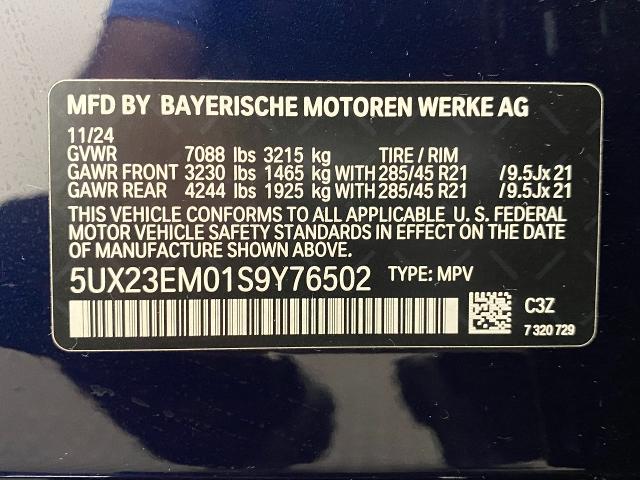 MFD BY BAYERISCHE MOTOREN WERKE AG
11/24
GVWR 7088 lbs 3215 kg TIRE / RIM
GAWR FRONT 3230 lbs 1465 kg WITH 285/45 R21 /9.5Jx21
GAWR REAR 4244 lbs 1925 kg WITH 285/45 R21 /9.5Jx21
THIS VEHICLE CONFORMS TO ALL APPLICABLE U. S. FEDERAL
MOTOR VEHICLE SAFETY STANDARDS IN EFFECT ON THE DATE
OF MANUFACTURE SHOWN ABOVE.
5UX23EM01S9Y76502 TYPE: MPV
C3Z
7 320 729